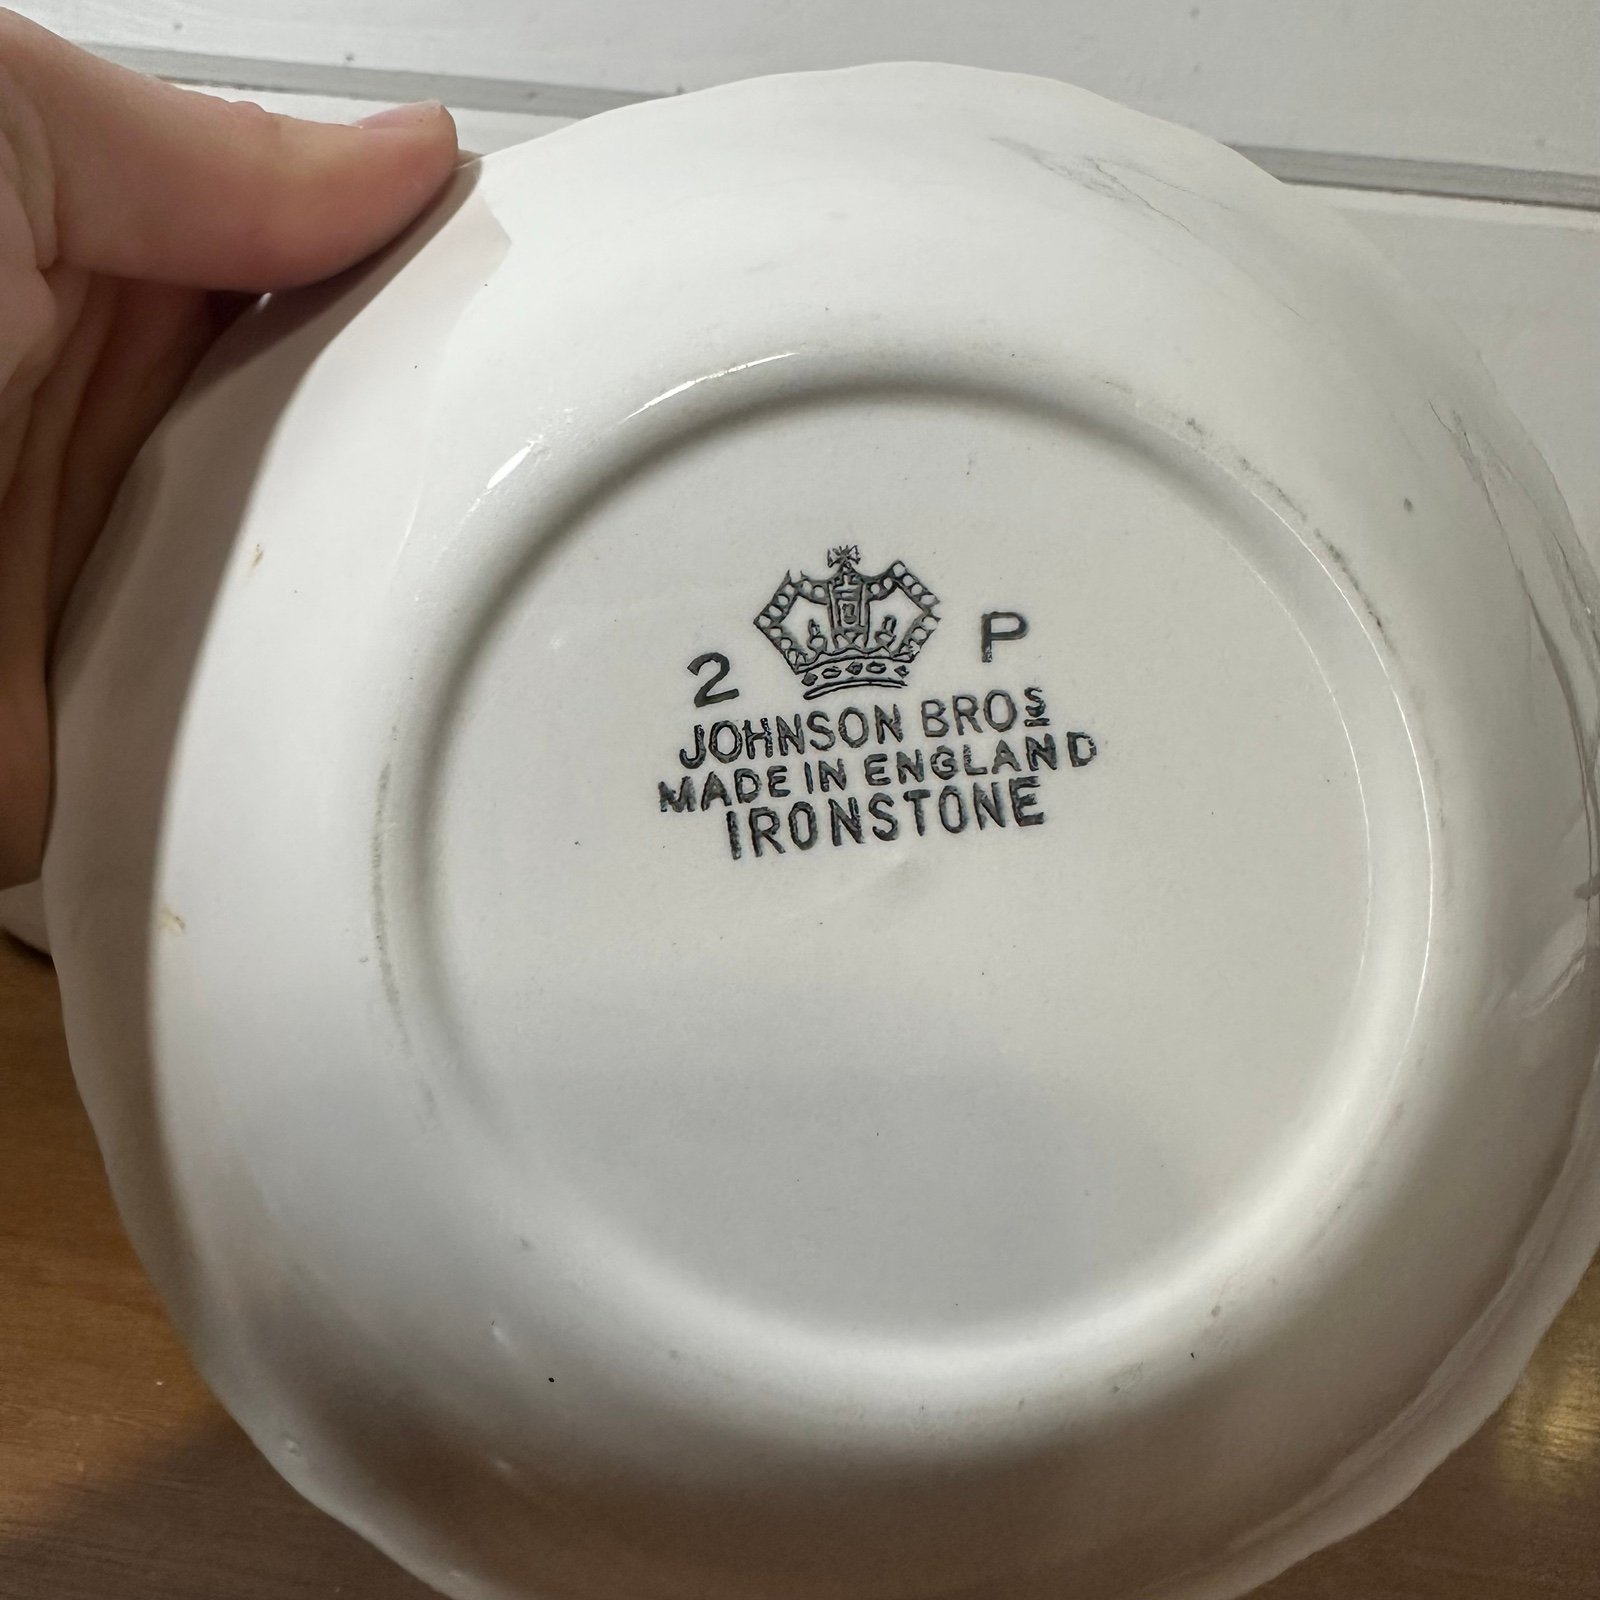 2 P
JOHNSON BROS
MADE IN ENGLAND
IRONSTONE